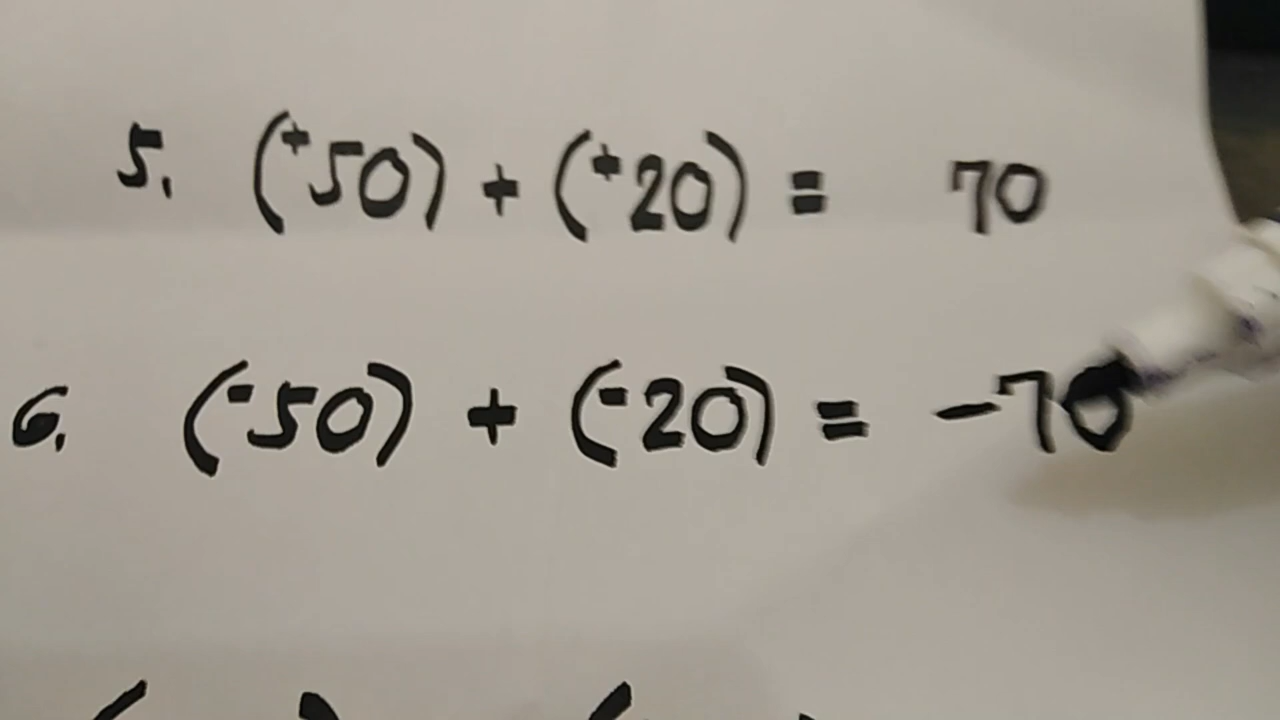 5. (⁺50) + (⁺20) = 70
6. (⁻50) + (⁻20) = -70